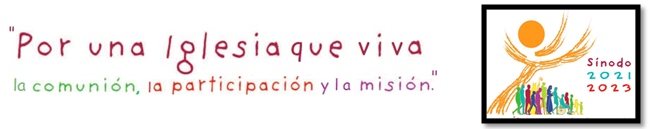 "Por una Iglesia que viva
la comunión, la participación y la misión."
Sínodo
2021
2023